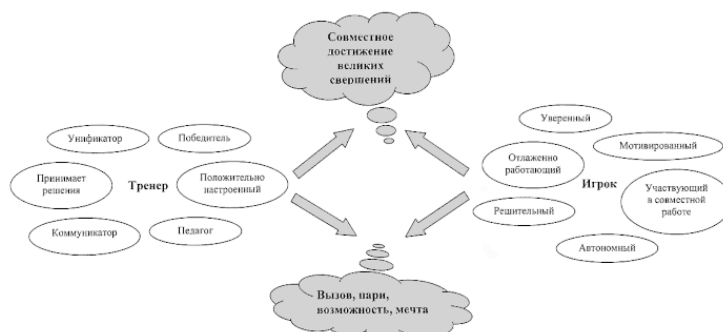 Совместное
достижение
великих
свершений
Унификатор
Победитель
Принимает
решения
Тренер
Положительно
настроенный
Коммуникатор
Педагог
Уверенный
Мотивированный
Отлаженно
работающий
Игрок
Участвующий
в совместной
работе
Решительный
Автономный
Вызов, пари,
возможность, мечта